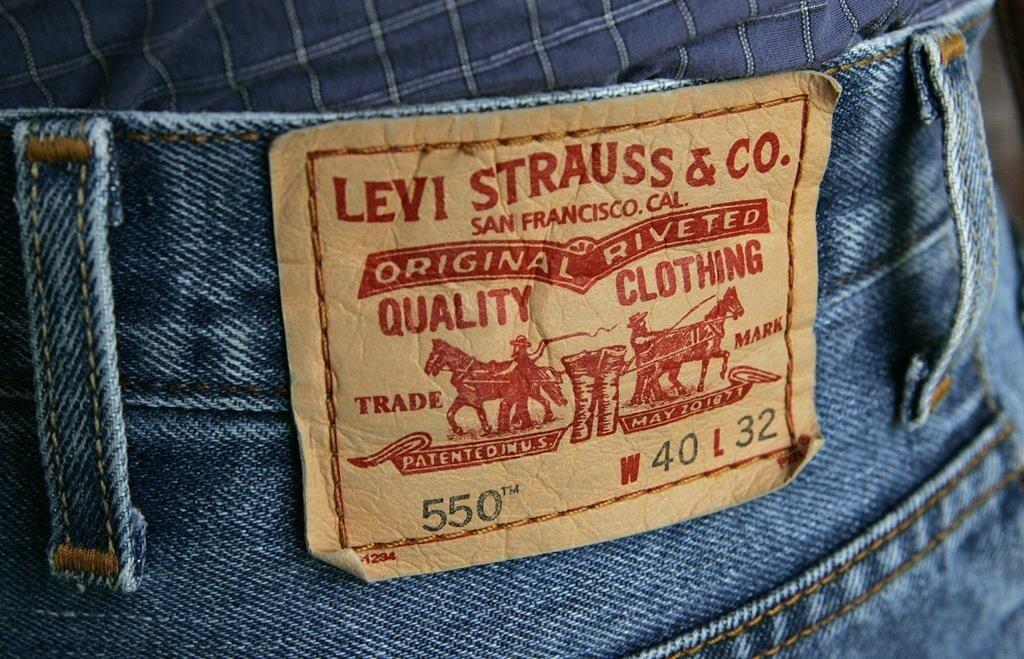 LEVI STRAUSS & CO.
SAN FRANCISCO. CAL.
ORIGINAL RIVETED
QUALITY CLOTHING
TRADE MARK
PATENTED IN U.S. MAY 20 1873
W 40 L 32
550™
1234